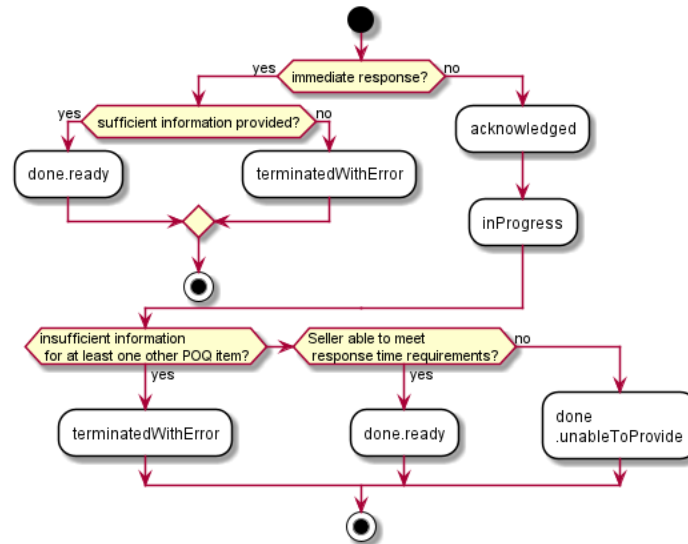 yes
immediate response?
no
yes
sufficient information provided?
no
acknowledged
done.ready
terminatedWithError
inProgress
insufficient information
for at least one other POQ item?
Seller able to meet
response time requirements?
no
yes
yes
terminatedWithError
done.ready
done
.unableToProvide